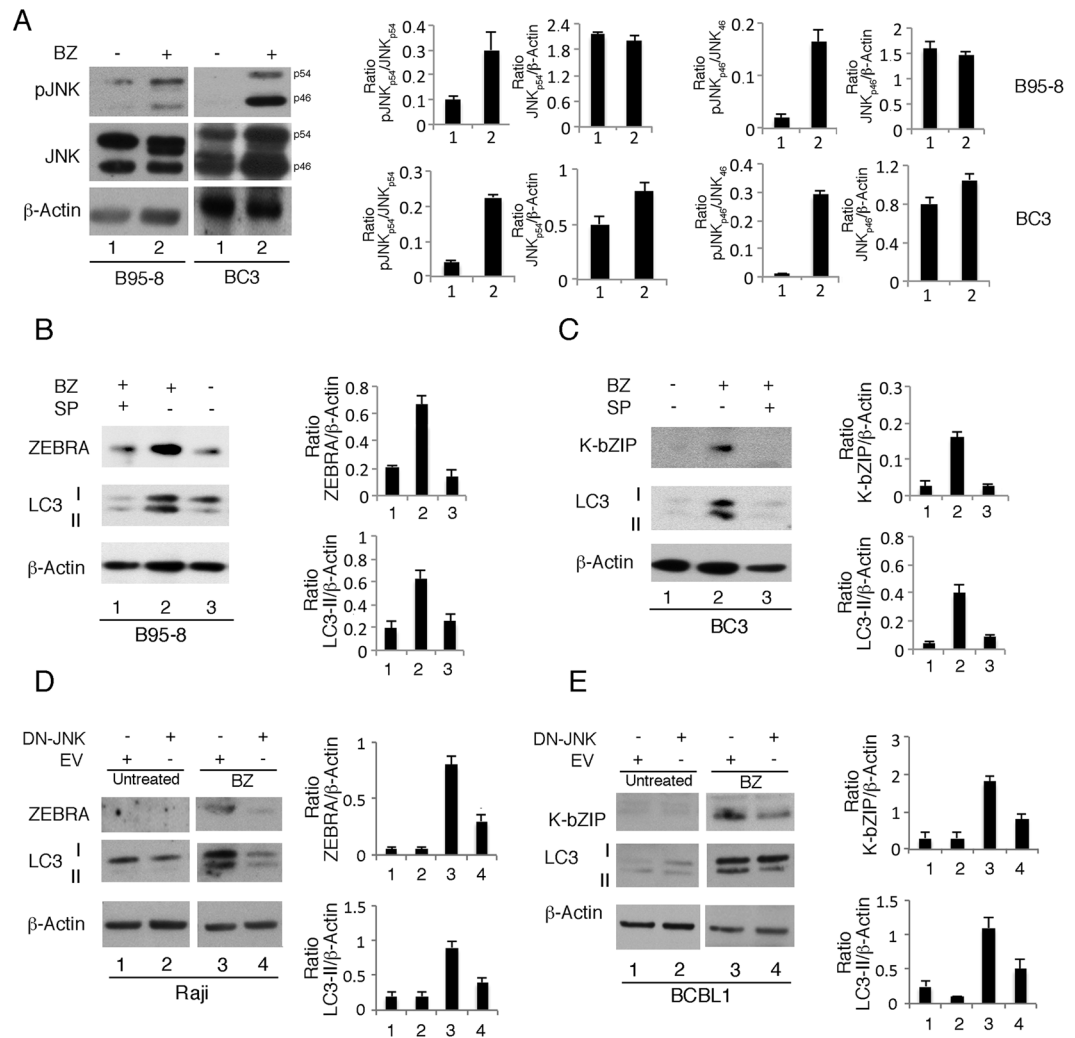 A
BZ - + - +
pJNK p54
p46
JNK p54
p46
β-Actin
1 2 1 2
B95-8 BC3
Ratio
pJNKp54/JNKp54
0.4
0.3
0.2
0.1
0
1 2
Ratio
JNKp54/β-Actin
2.4
1.8
1.2
0.6
0
1 2
Ratio
pJNKp46/JNK46
0.2
0.1
0
1 2
Ratio
JNKp46/β-Actin
2
1.5
1
0.5
0
1 2
B95-8
Ratio
pJNKp54/JNKp54
0.3
0.2
0.1
0
1 2
Ratio
JNKp54/β-Actin
1
0.5
0
1 2
Ratio
pJNKp46/JNK46
0.4
0.3
0.2
0.1
0
1 2
Ratio
JNKp46/β-Actin
1.2
0.8
0.4
0
1 2
BC3
B
BZ + + -
SP + - -
ZEBRA
LC3 I
II
β-Actin
1 2 3
B95-8
Ratio
ZEBRA/β-Actin
0.8
0.6
0.4
0.2
0
1 2 3
Ratio
LC3-II/β-Actin
1
0.8
0.6
0.4
0.2
0
1 2 3
C
BZ - + +
SP - - +
K-bZIP
LC3 I
II
β-Actin
1 2 3
BC3
Ratio
K-bZIP/β-Actin
0.3
0.2
0.1
0
1 2 3
Ratio
LC3-II/β-Actin
0.8
0.6
0.4
0.2
0
1 2 3
D
DN-JNK - + - +
EV + - + -
Untreated BZ
ZEBRA
LC3 I
II
β-Actin
1 2 3 4
Raji
Ratio
ZEBRA/β-Actin
1
0.5
0
1 2 3 4
Ratio
LC3-II/β-Actin
1.5
1
0.5
0
1 2 3 4
E
DN-JNK - + - +
EV + - + -
Untreated BZ
K-bZIP
LC3 I
II
β-Actin
1 2 3 4
BCBL1
Ratio
K-bZIP/β-Actin
3
2
1
0
1 2 3 4
Ratio
LC3-II/β-Actin
1.5
1
0.5
0
1 2 3 4